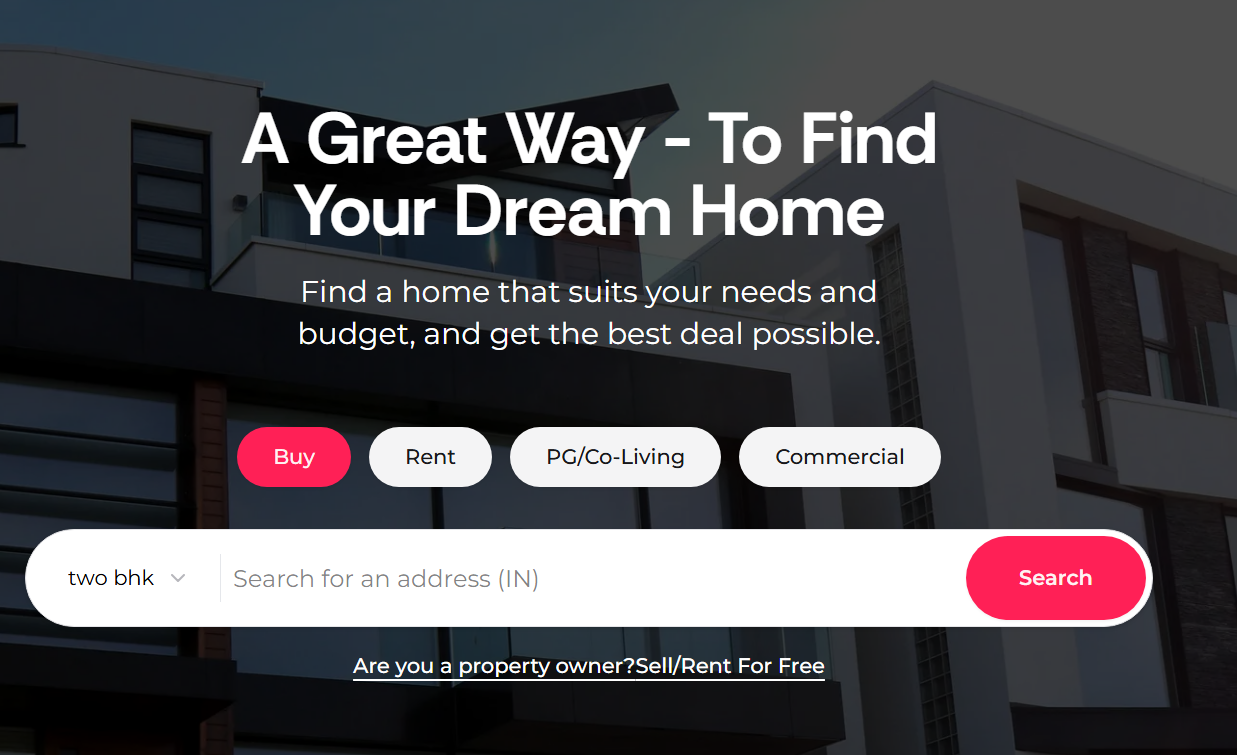 A Great Way - To Find
Your Dream Home
Find a home that suits your needs and
budget, and get the best deal possible.
Buy
Rent
PG/Co-Living
Commercial
two bhk
Search for an address (IN)
Search
Are you a property owner?Sell/Rent For Free